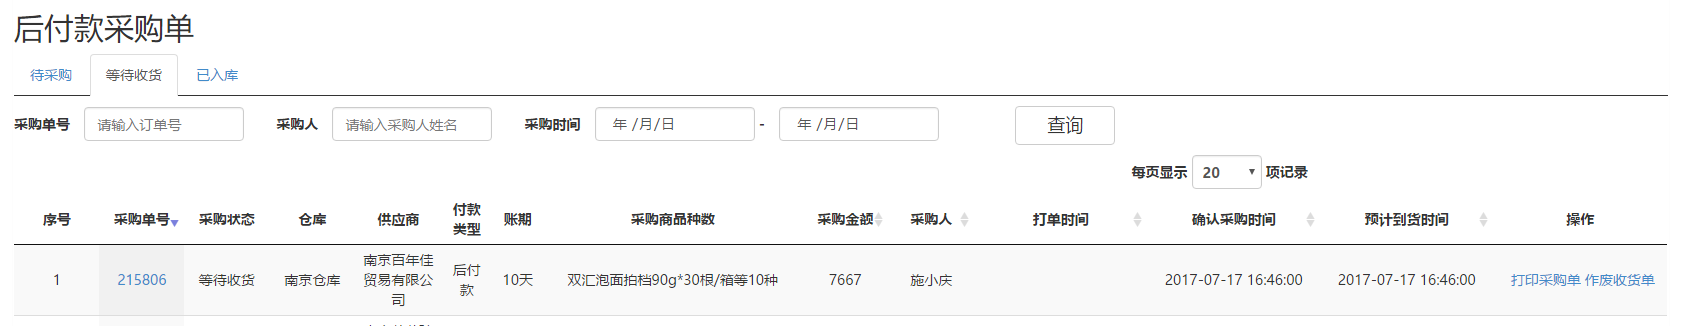 后付款采购单
待采购 等待收货 已入库
采购单号 请输入订单号 采购人 请输入采购人姓名 采购时间 年 /月/日 - 年 /月/日 查询
每页显示 20 项记录
序号 采购单号 采购状态 仓库 供应商 付款类型 账期 采购商品种数 采购金额 采购人 打单时间 确认采购时间 预计到货时间 操作
1 215806 等待收货 南京仓库 南京百年佳贸易有限公司 后付款 10天 双汇泡面拍档90g*30根/箱等10种 7667 施小庆 2017-07-17 16:46:00 2017-07-17 16:46:00 打印采购单 作废收货单